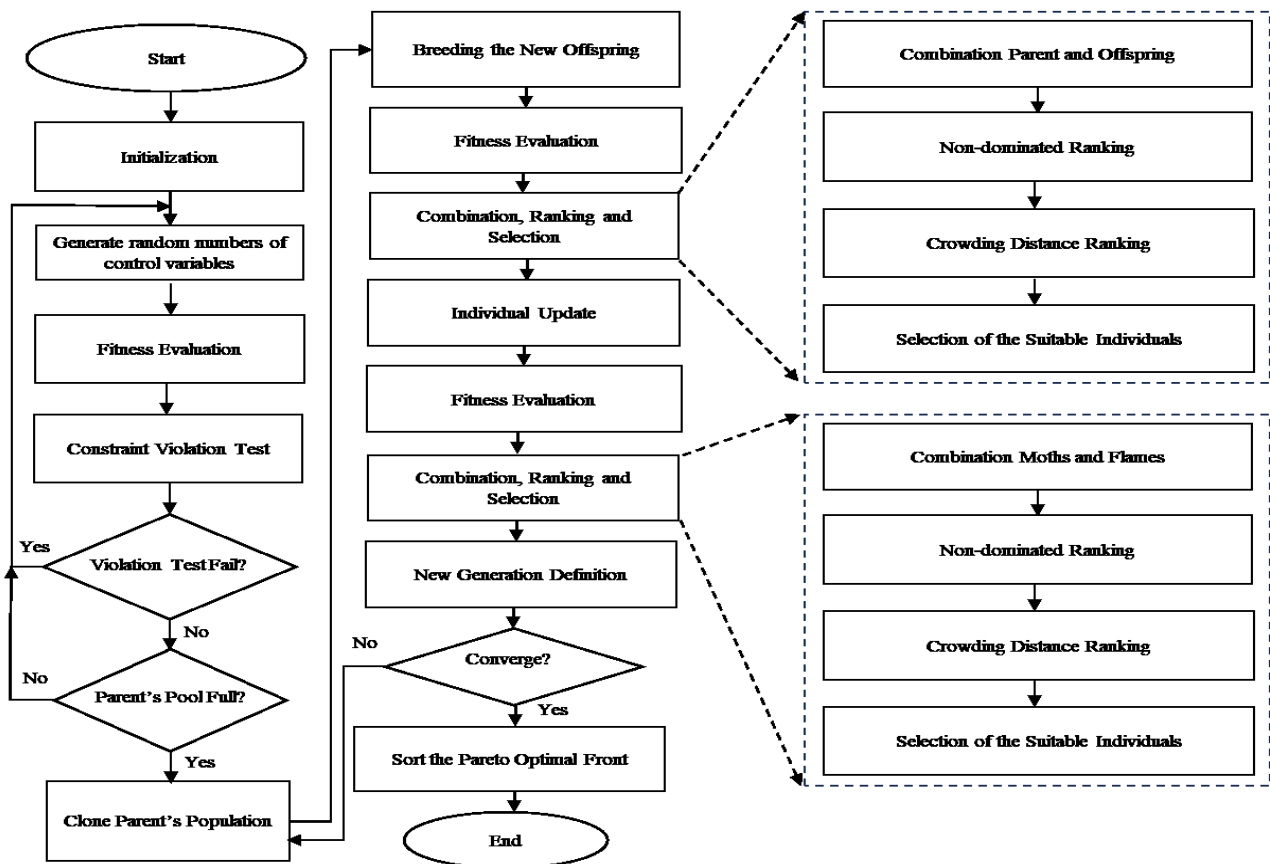 Start
Initialization
Generate random numbers of
control variables
Fitness Evaluation
Constraint Violation Test
Yes
Violation Test Fail?
No
No
Parent's Pool Full?
Yes
Clone Parent's Population
Breeding the New Offspring
Fitness Evaluation
Combination, Ranking and
Selection
Individual Update
Fitness Evaluation
Combination, Ranking and
Selection
New Generation Definition
No
Converge?
Yes
Sort the Pareto Optimal Front
End
Combination Parent and Offspring
Non-dominated Ranking
Crowding Distance Ranking
Selection of the Suitable Individuals
Combination Moths and Flames
Non-dominated Ranking
Crowding Distance Ranking
Selection of the Suitable Individuals